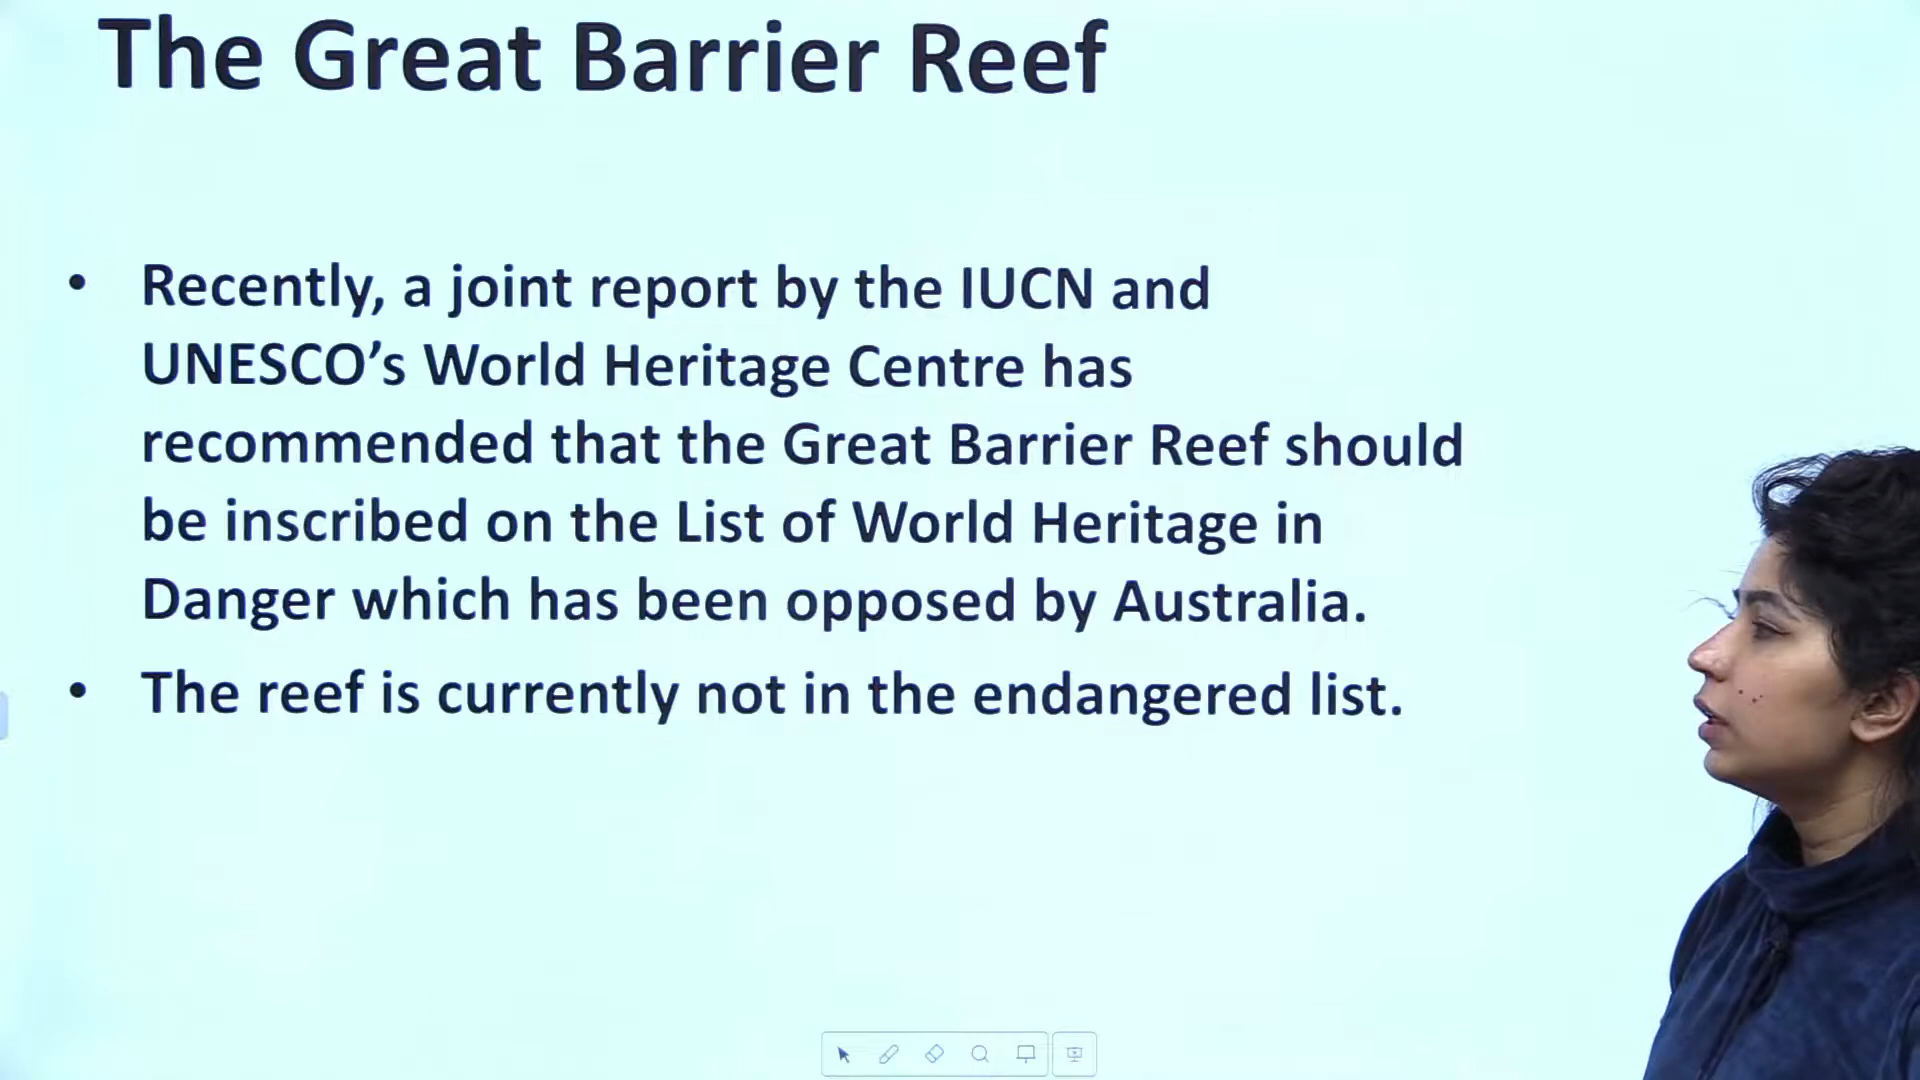 The Great Barrier Reef
• Recently, a joint report by the IUCN and
UNESCO’s World Heritage Centre has
recommended that the Great Barrier Reef should
be inscribed on the List of World Heritage in
Danger which has been opposed by Australia.
• The reef is currently not in the endangered list.